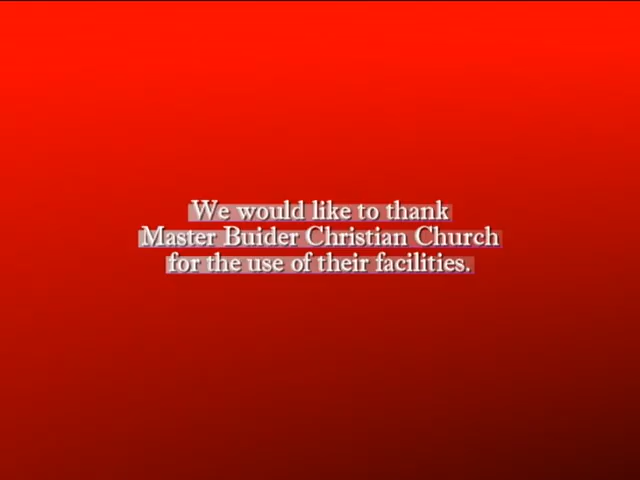 We would like to thank
Master Buider Christian Church
for the use of their facilities.